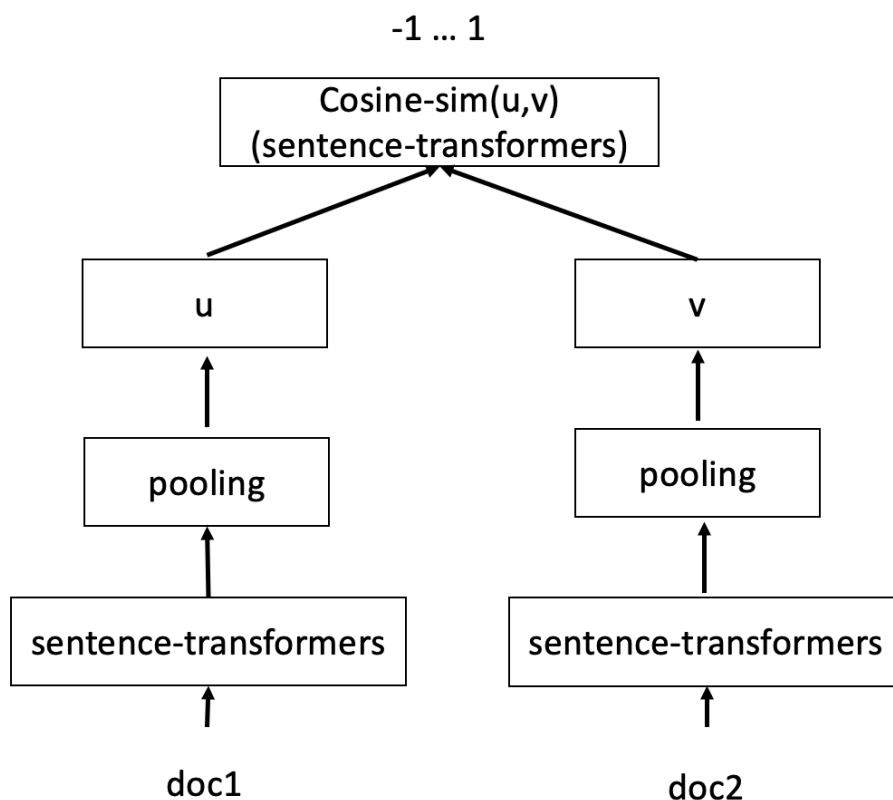 -1 ... 1
Cosine-sim(u,v)
(sentence-transformers)
u
v
pooling
pooling
sentence-transformers
sentence-transformers
doc1
doc2